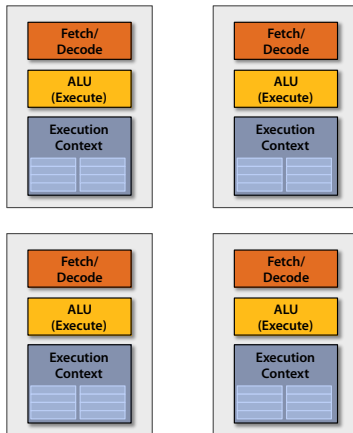 Fetch/
Decode
ALU
(Execute)
Execution
Context
Fetch/
Decode
ALU
(Execute)
Execution
Context
Fetch/
Decode
ALU
(Execute)
Execution
Context
Fetch/
Decode
ALU
(Execute)
Execution
Context